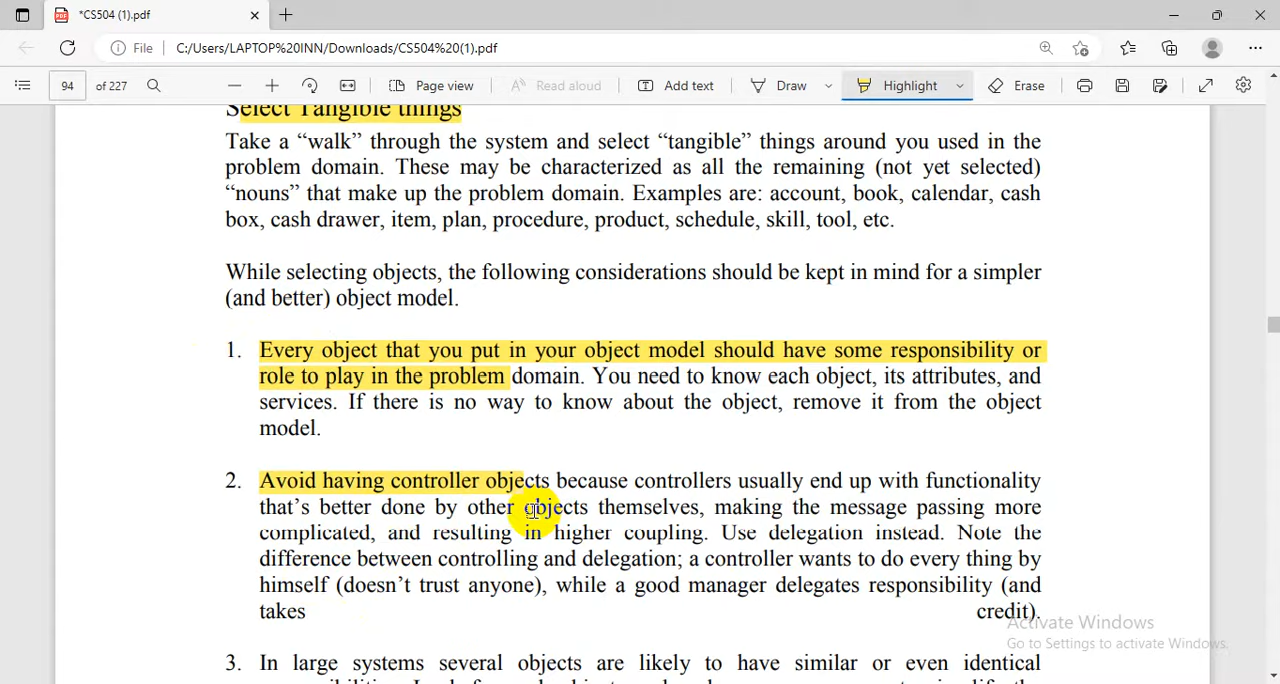 *CS504 (1).pdf
File C:/Users/LAPTOP%20INN/Downloads/CS504%20(1).pdf
94 of 227 Page view Read aloud Add text Draw Highlight Erase
Select Tangible things
Take a “walk” through the system and select “tangible” things around you used in the
problem domain. These may be characterized as all the remaining (not yet selected)
“nouns” that make up the problem domain. Examples are: account, book, calendar, cash
box, cash drawer, item, plan, procedure, product, schedule, skill, tool, etc.
While selecting objects, the following considerations should be kept in mind for a simpler
(and better) object model.
1. Every object that you put in your object model should have some responsibility or
role to play in the problem domain. You need to know each object, its attributes, and
services. If there is no way to know about the object, remove it from the object
model.
2. Avoid having controller objects because controllers usually end up with functionality
that’s better done by other objects themselves, making the message passing more
complicated, and resulting in higher coupling. Use delegation instead. Note the
difference between controlling and delegation; a controller wants to do every thing by
himself (doesn’t trust anyone), while a good manager delegates responsibility (and
takes credit).
Activate Windows
Go to Settings to activate Windows.
3. In large systems several objects are likely to have similar or even identical